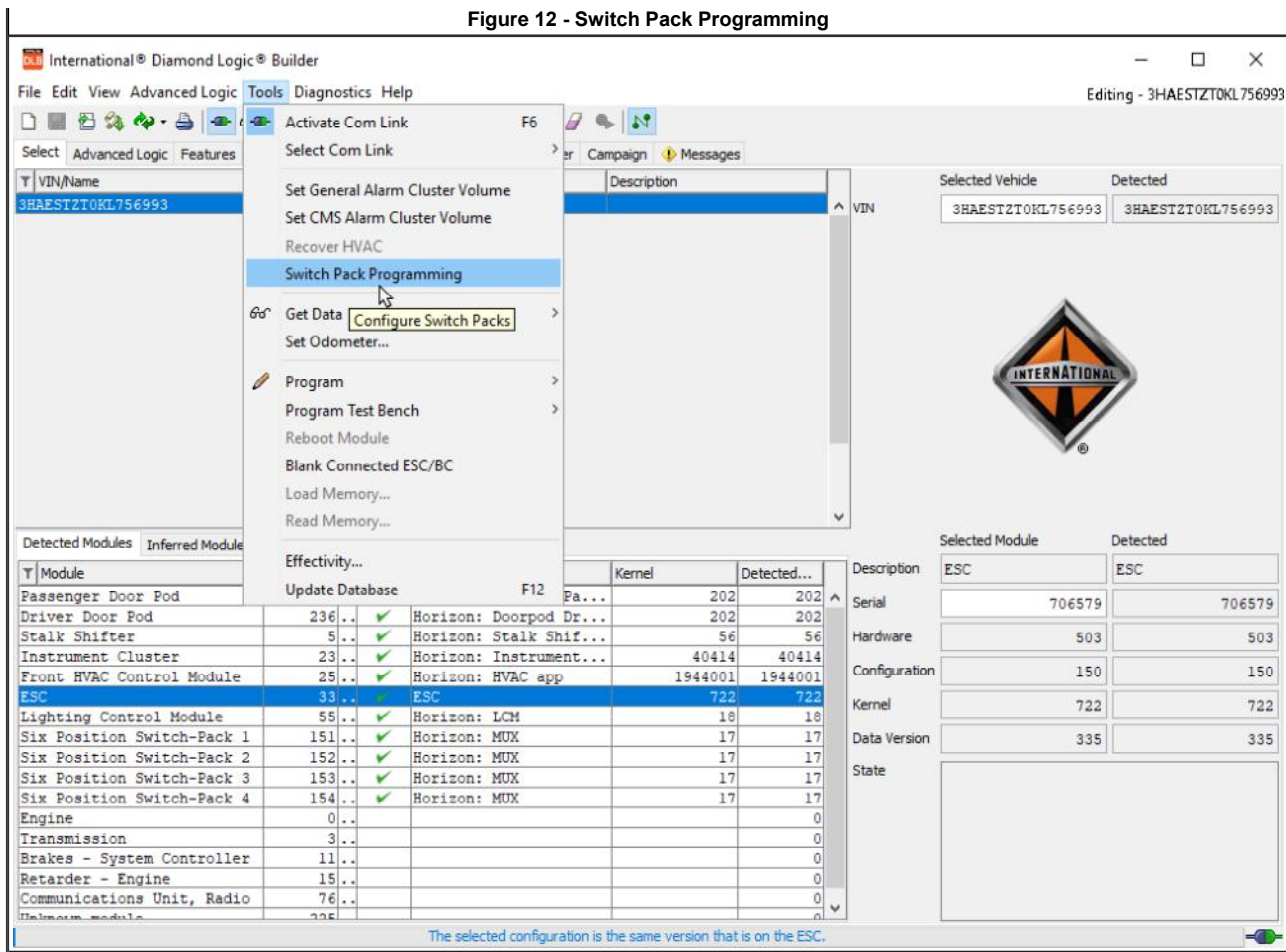 Figure 12 - Switch Pack Programming
DLB International® Diamond Logic® Builder
File Edit View Advanced Logic Tools Diagnostics Help
Editing - 3HAESTZT0KL756993
Activate Com Link F6
Select Com Link
Set General Alarm Cluster Volume
Set CMS Alarm Cluster Volume
Recover HVAC
Switch Pack Programming
Configure Switch Packs
Get Data
Set Odometer...
Program
Program Test Bench
Reboot Module
Blank Connected ESC/BC
Load Memory...
Read Memory...
Effectivity...
Update Database F12
Select Advanced Logic Features Campaign Messages
VIN/Name Description
3HAESTZT0KL756993
Selected Vehicle Detected
VIN 3HAESTZT0KL756993 3HAESTZT0KL756993
INTERNATIONAL ®
Detected Modules
Module Kernel Detected...
Passenger Door Pod Pa... 202 202
Driver Door Pod 236.. Horizon: Doorpod Dr... 202 202
Stalk Shifter 5.. Horizon: Stalk Shif... 56 56
Instrument Cluster 23.. Horizon: Instrument... 40414 40414
Front HVAC Control Module 25.. Horizon: HVAC app 1944001 1944001
ESC 33.. ESC 722 722
Lighting Control Module 55.. Horizon: LCM 18 18
Six Position Switch-Pack 1 151.. Horizon: MUX 17 17
Six Position Switch-Pack 2 152.. Horizon: MUX 17 17
Six Position Switch-Pack 3 153.. Horizon: MUX 17 17
Six Position Switch-Pack 4 154.. Horizon: MUX 17 17
Engine 0.. 0
Transmission 3.. 0
Brakes - System Controller 11.. 0
Retarder - Engine 15.. 0
Communications Unit, Radio 76.. 0
Selected Module Detected
Description ESC ESC
Serial 706579 706579
Hardware 503 503
Configuration 150 150
Kernel 722 722
Data Version 335 335
State
The selected configuration is the same version that is on the ESC.